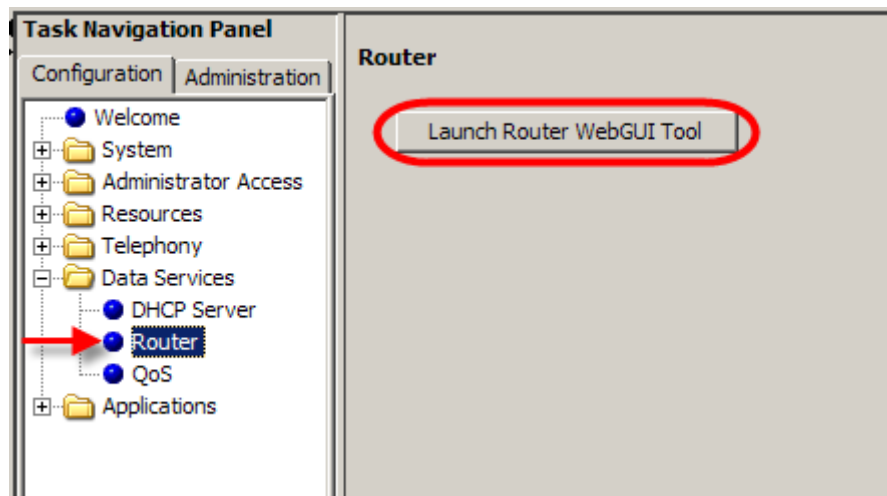 Task Navigation Panel
Configuration
Administration
Welcome
System
Administrator Access
Resources
Telephony
Data Services
DHCP Server
Router
QoS
Applications
Router
Launch Router WebGUI Tool